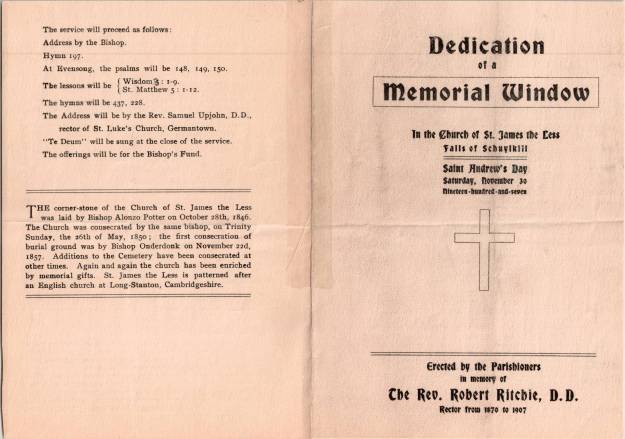 The service will proceed as follows:
Address by the Bishop.
Hymn 197.
At Evensong, the psalms will be 148, 149, 150.
The lessons will be { Wisdom 3 : 1-9.
St. Matthew 5 : 1-12.
The hymns will be 437, 228.
The Address will be by the Rev. Samuel Upjohn, D.D.,
rector of St. Luke's Church, Germantown.
"Te Deum" will be sung at the close of the service.
The offerings will be for the Bishop's Fund.
THE corner-stone of the Church of St. James the Less
was laid by Bishop Alonzo Potter on October 28th, 1846.
The Church was consecrated by the same bishop, on Trinity
Sunday, the 26th of May, 1850; the first consecration of
burial ground was by Bishop Onderdonk on November 22d,
1857. Additions to the Cemetery have been consecrated at
other times. Again and again the church has been enriched
by memorial gifts. St. James the Less is patterned after
an English church at Long-Stanton, Cambridgeshire.
Dedication
of a
Memorial Window
In the Church of St. James the Less
Falls of Schuylkill
Saint Andrew's Day
Saturday, November 30
Nineteen-hundred-and-seven
Erected by the Parishioners
in memory of
The Rev. Robert Ritchie, D.D.
Rector from 1870 to 1907